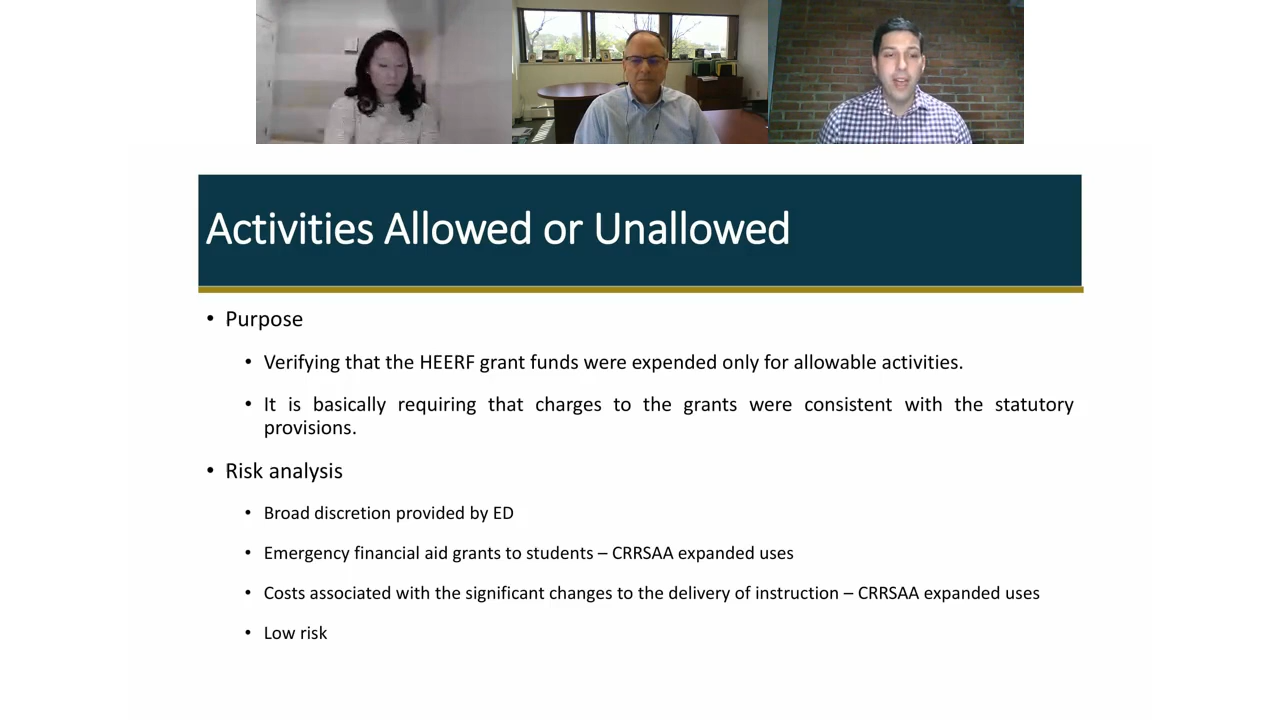 Activities Allowed or Unallowed
• Purpose
• Verifying that the HEERF grant funds were expended only for allowable activities.
• It is basically requiring that charges to the grants were consistent with the statutory
provisions.
• Risk analysis
• Broad discretion provided by ED
• Emergency financial aid grants to students – CRRSAA expanded uses
• Costs associated with the significant changes to the delivery of instruction – CRRSAA expanded uses
• Low risk